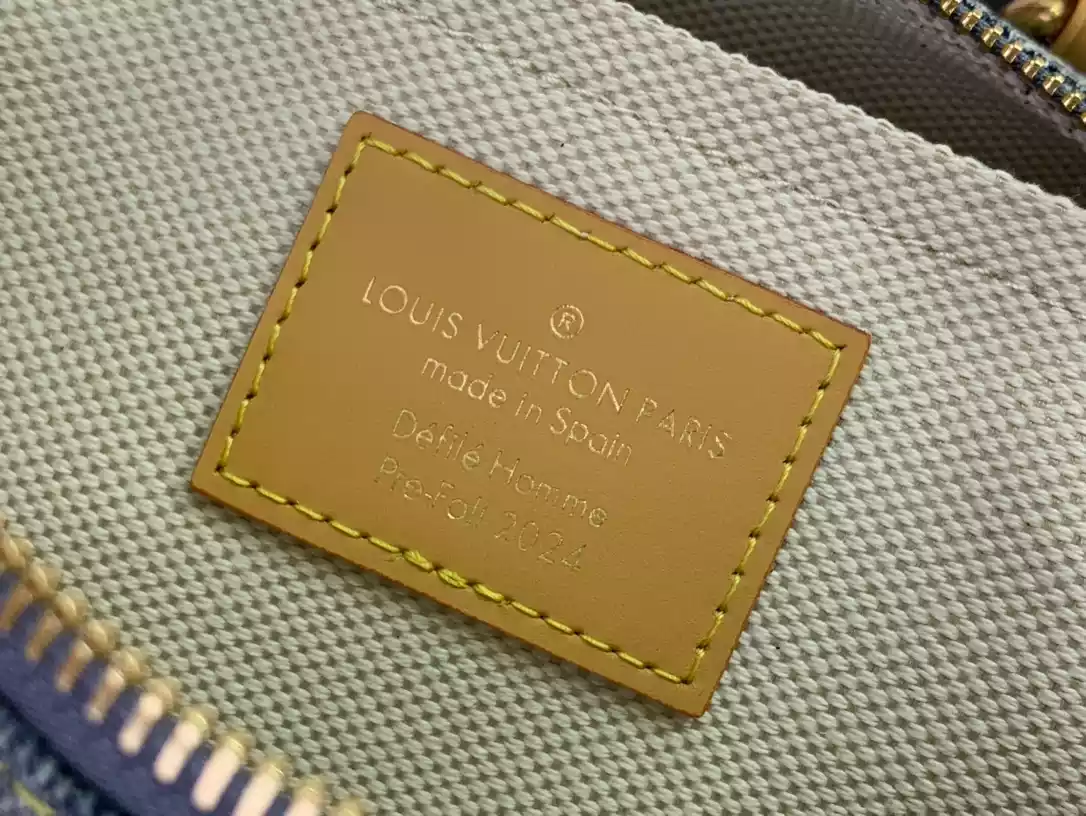 ®
LOUIS VUITTON PARIS
made in Spain
Défilé Homme
Pre-Fall 2024